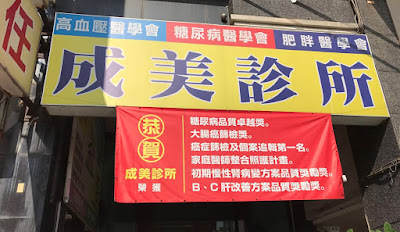 高血壓醫學會 糖尿病醫學會 肥胖醫學會
成美診所
任
恭賀
成美診所
榮獲
糖尿病品質卓越獎。
大腸癌篩檢獎。
癌症篩檢及個案追輯第一名。
家庭醫師整合照護計畫。
初期慢性腎病變方案品質獎勵獎。
B、C肝改善方案品質獎勵獎。